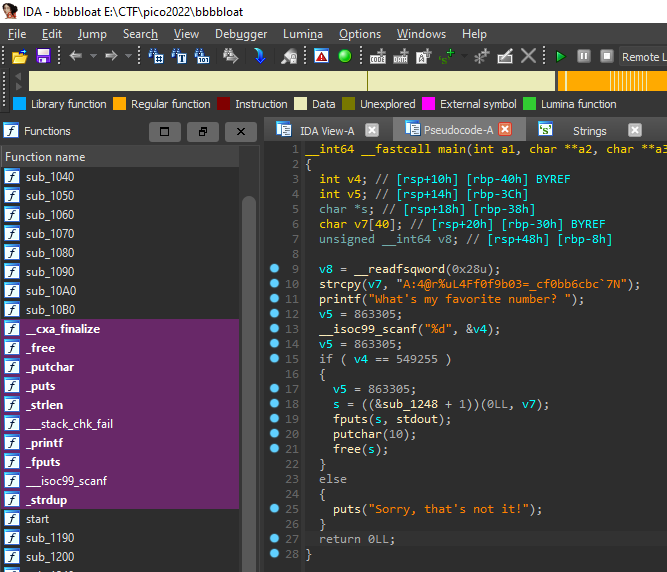 IDA - bbbbloat E:\CTF\pico2022\bbbbloat
File Edit Jump Search View Debugger Lumina Options Windows Help
Remote L
Library function Regular function Instruction Data Unexplored External symbol Lumina function
Functions
Function name
sub_1040
sub_1050
sub_1060
sub_1070
sub_1080
sub_1090
sub_10A0
sub_10B0
__cxa_finalize
_free
_putchar
_puts
_strlen
___stack_chk_fail
_printf
_fputs
___isoc99_scanf
_strdup
start
sub_1190
sub_1200
IDA View-A Pseudocode-A Strings
1 __int64 __fastcall main(int a1, char **a2, char **a3
2 {
3 int v4; // [rsp+10h] [rbp-40h] BYREF
4 int v5; // [rsp+14h] [rbp-3Ch]
5 char *s; // [rsp+18h] [rbp-38h]
6 char v7[40]; // [rsp+20h] [rbp-30h] BYREF
7 unsigned __int64 v8; // [rsp+48h] [rbp-8h]
8
9 v8 = __readfsqword(0x28u);
10 strcpy(v7, "A:4@r%uL4Ff0f9b03=_cf0bb6cbc`7N");
11 printf("What's my favorite number? ");
12 v5 = 863305;
13 __isoc99_scanf("%d", &v4);
14 v5 = 863305;
15 if ( v4 == 549255 )
16 {
17 v5 = 863305;
18 s = ((&sub_1248 + 1))(0LL, v7);
19 fputs(s, stdout);
20 putchar(10);
21 free(s);
22 }
23 else
24 {
25 puts("Sorry, that's not it!");
26 }
27 return 0LL;
28 }